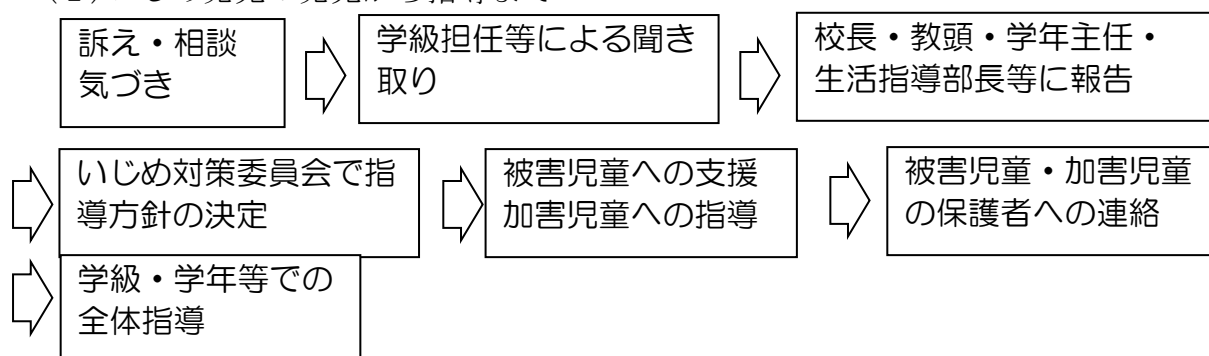 訴え・相談
気づき
学級担任等による聞き
取り
校長・教頭・学年主任・
生活指導部長等に報告
いじめ対策委員会で指
導方針の決定
被害児童への支援
加害児童への指導
被害児童・加害児童
の保護者への連絡
学級・学年等での
全体指導